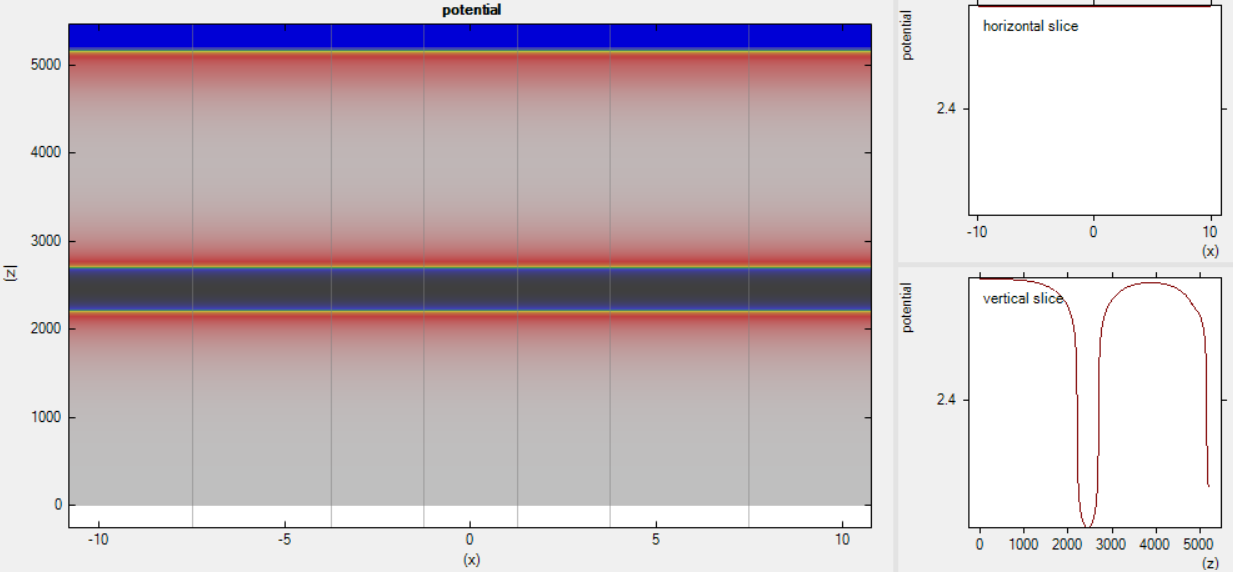 potential
5000
4000
3000
2000
1000
0
|z|
-10 -5 0 5 10
(x)
potential
horizontal slice
2.4
-10 0 10
(x)
potential
vertical slice
2.4
0 1000 2000 3000 4000 5000
(z)